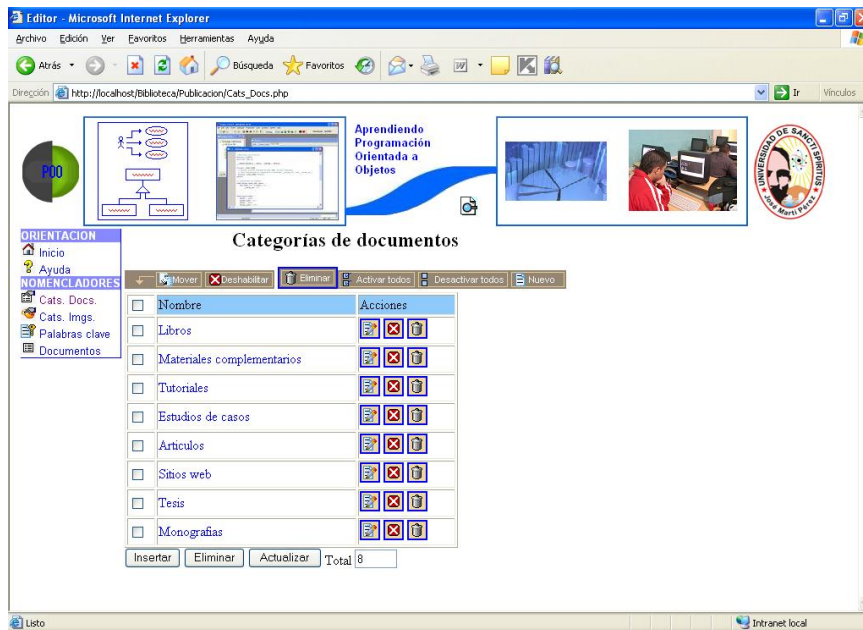 Editor - Microsoft Internet Explorer
Archivo Edición Ver Favoritos Herramientas Ayuda
Atrás Búsqueda Favoritos
Dirección http://localhost/Biblioteca/Publicacion/Cats_Docs.php Ir Vínculos
POO
Aprendiendo
Programación
Orientada a
Objetos
UNIVERSIDAD DE SANCTI SPIRITUS
José Martí Pérez
ORIENTACION
Inicio
Ayuda
NOMENCLADORES
Cats. Docs.
Cats. Imgs.
Palabras clave
Documentos
Categorías de documentos
Mover Deshabilitar Eliminar Activar todos Desactivar todos Nuevo
Nombre Acciones
Libros
Materiales complementarios
Tutoriales
Estudios de casos
Articulos
Sitios web
Tesis
Monografias
Insertar Eliminar Actualizar Total 8
Listo Intranet local